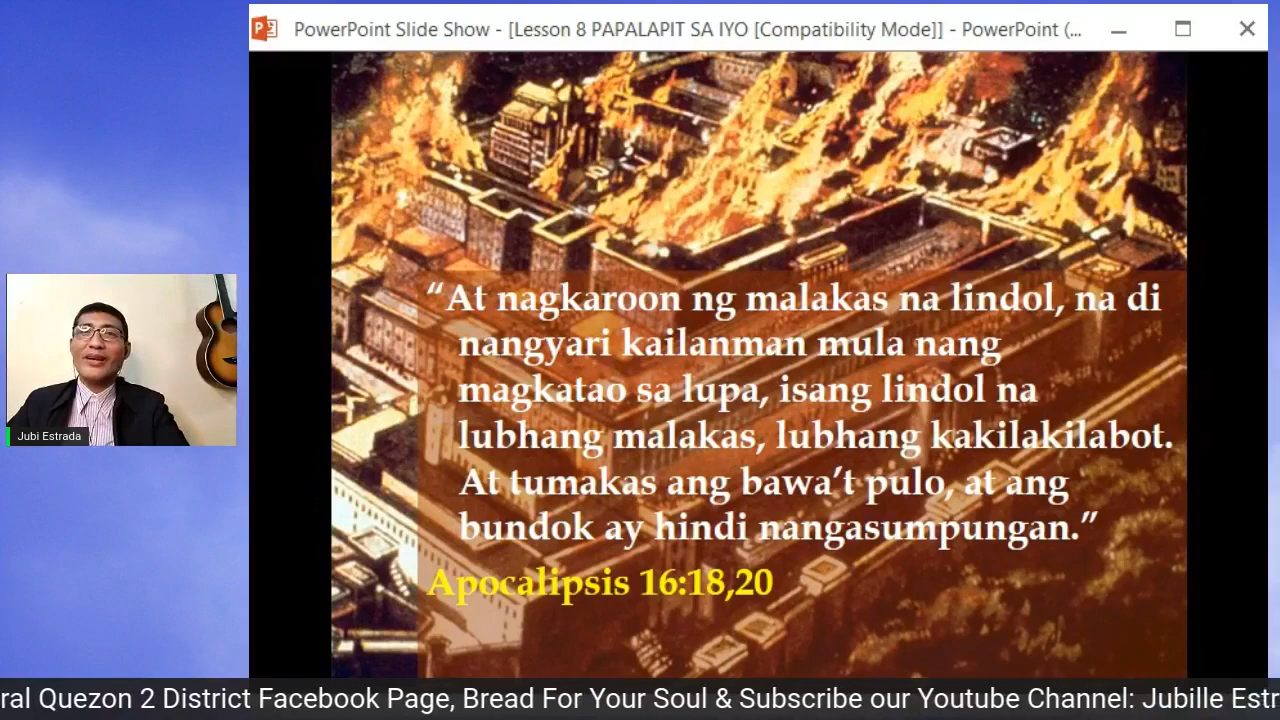 PowerPoint Slide Show - [Lesson 8 PAPALAPIT SA IYO [Compatibility Mode]] - PowerPoint (...
“At nagkaroon ng malakas na lindol, na di
nangyari kailanman mula nang
magkatao sa lupa, isang lindol na
lubhang malakas, lubhang kakilakilabot.
At tumakas ang bawa’t pulo, at ang
bundok ay hindi nangasumpungan.”
Apocalipsis 16:18,20
Jubi Estrada
ral Quezon 2 District Facebook Page, Bread For Your Soul & Subscribe our Youtube Channel: Jubille Estr